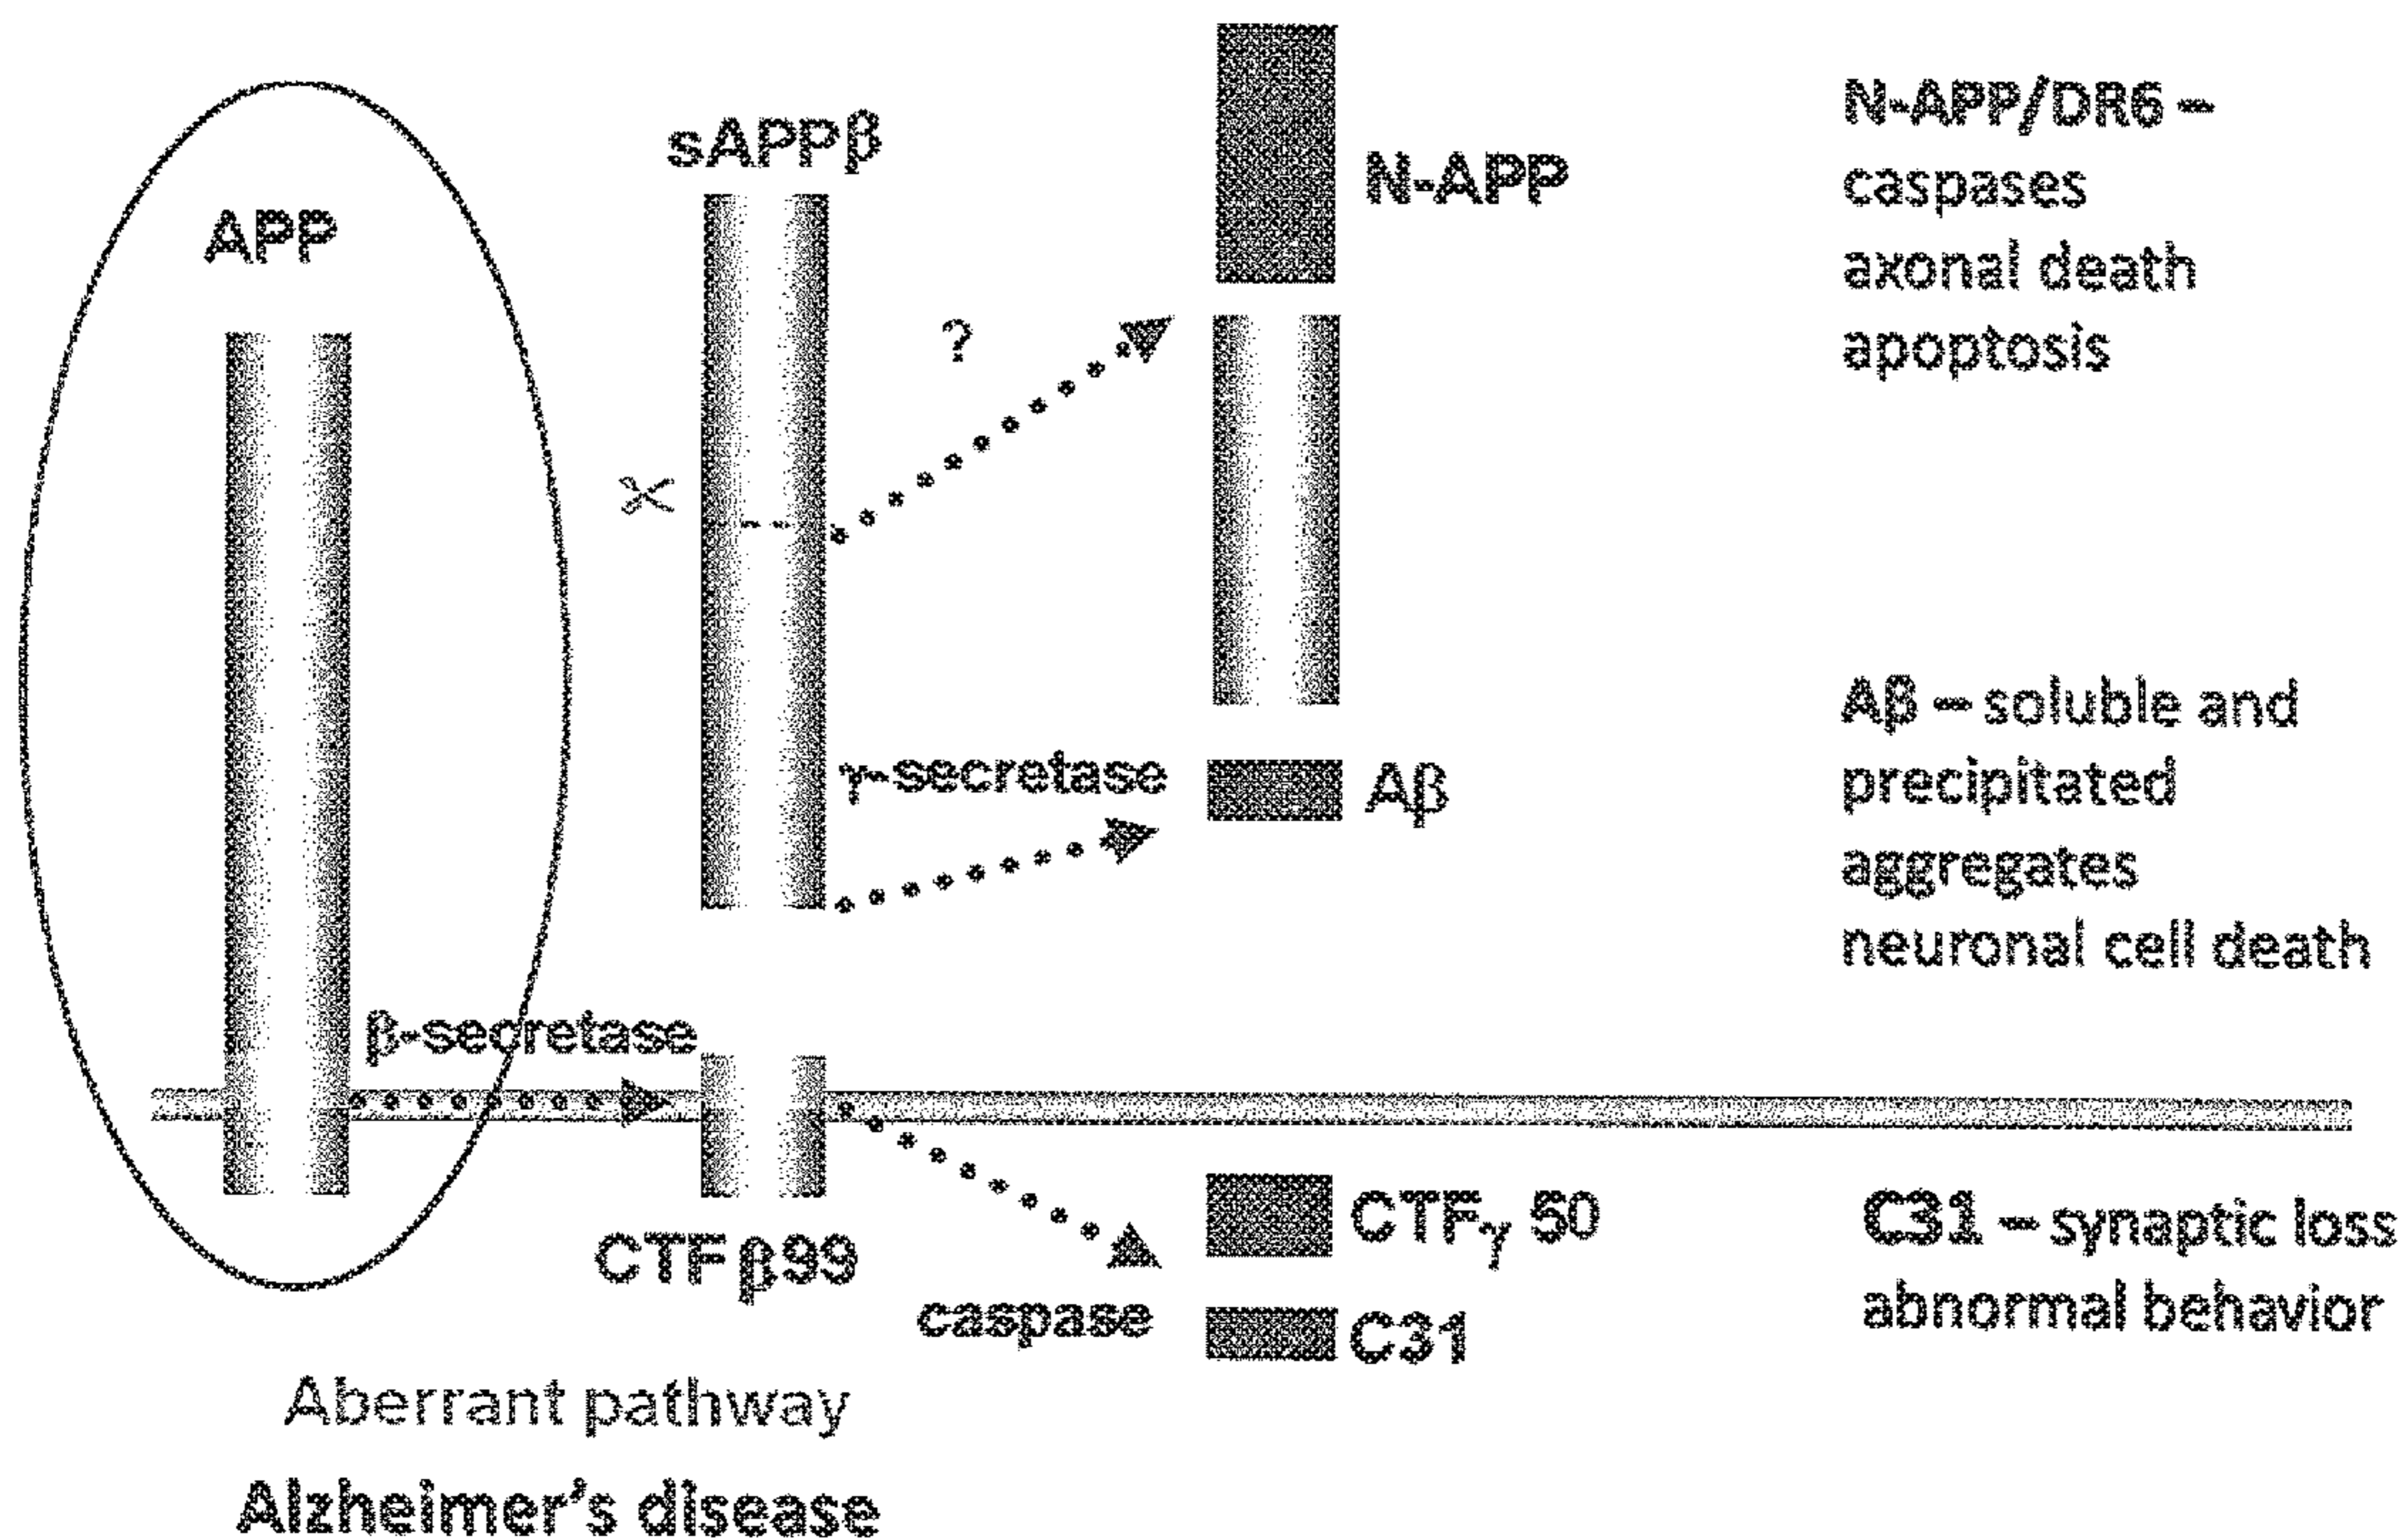 APP
sAPPβ
?
N-APP
γ-secretase
Aβ
β-secretase
CTFβ99
caspase
CTFγ 50
C31
N-APP/DR6 –
caspases
axonal death
apoptosis
Aβ – soluble and
precipitated
aggregates
neuronal cell death
C31 – synaptic loss
abnormal behavior
Aberrant pathway
Alzheimer's disease